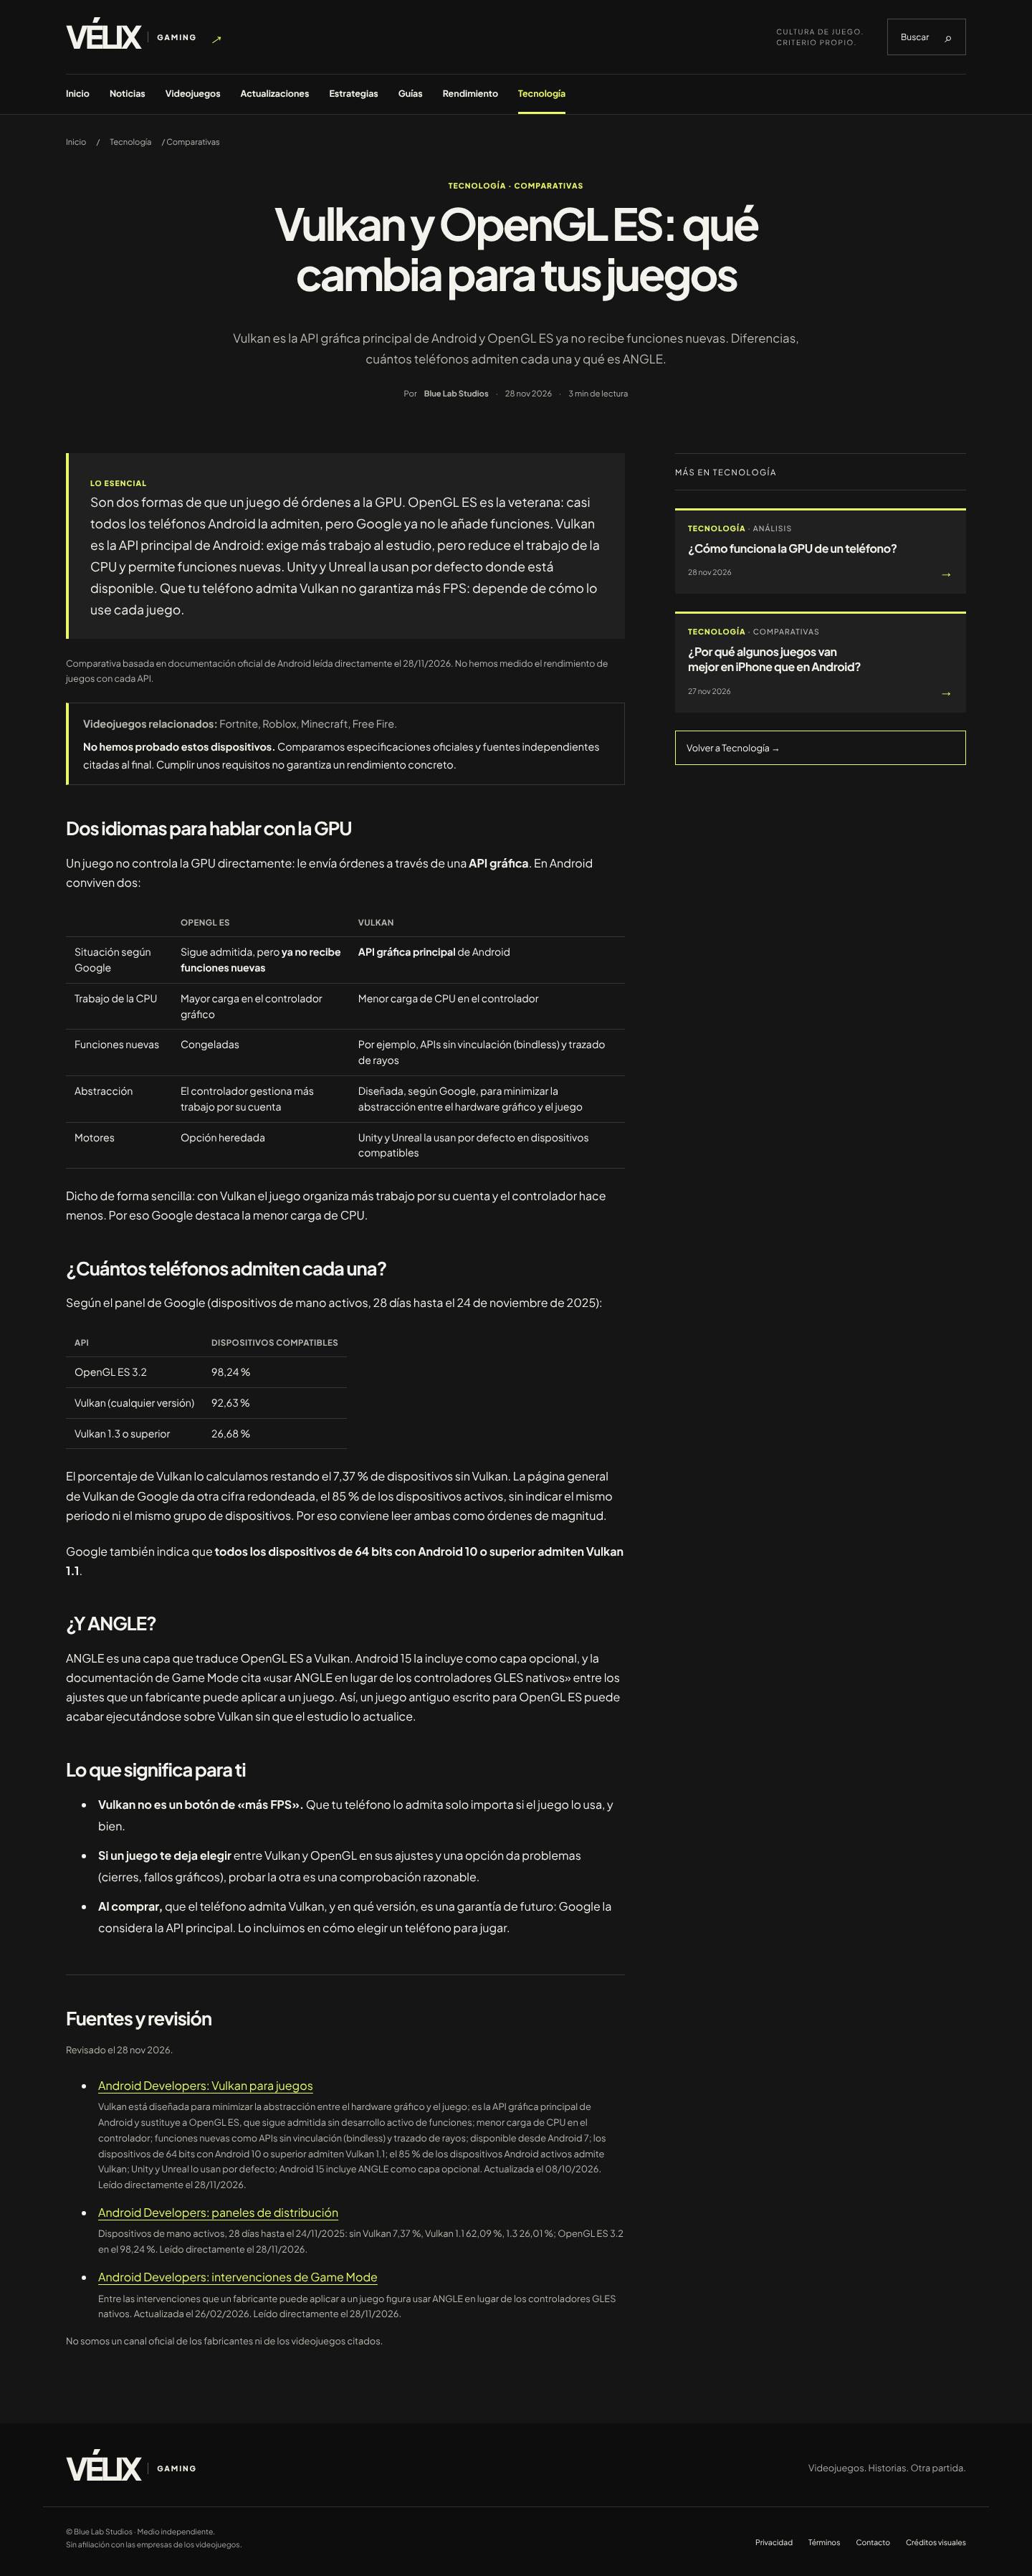 VÉLIX GAMING →
CULTURA DE JUEGO.
CRITERIO PROPIO.
Buscar ⌕
Inicio Noticias Videojuegos Actualizaciones Estrategias Guías Rendimiento Tecnología
Inicio / Tecnología / Comparativas
TECNOLOGÍA · COMPARATIVAS
Vulkan y OpenGL ES: qué
cambia para tus juegos
Vulkan es la API gráfica principal de Android y OpenGL ES ya no recibe funciones nuevas. Diferencias,
cuántos teléfonos admiten cada una y qué es ANGLE.
Por Blue Lab Studios · 28 nov 2026 · 3 min de lectura
LO ESENCIAL
Son dos formas de que un juego dé órdenes a la GPU. OpenGL ES es la veterana: casi
todos los teléfonos Android la admiten, pero Google ya no le añade funciones. Vulkan
es la API principal de Android: exige más trabajo al estudio, pero reduce el trabajo de la
CPU y permite funciones nuevas. Unity y Unreal la usan por defecto donde está
disponible. Que tu teléfono admita Vulkan no garantiza más FPS: depende de cómo lo
use cada juego.
Comparativa basada en documentación oficial de Android leída directamente el 28/11/2026. No hemos medido el rendimiento de
juegos con cada API.
Videojuegos relacionados: Fortnite, Roblox, Minecraft, Free Fire.
No hemos probado estos dispositivos. Comparamos especificaciones oficiales y fuentes independientes
citadas al final. Cumplir unos requisitos no garantiza un rendimiento concreto.
Dos idiomas para hablar con la GPU
Un juego no controla la GPU directamente: le envía órdenes a través de una API gráfica. En Android
conviven dos:
OPENGL ES VULKAN
Situación según Sigue admitida, pero ya no recibe API gráfica principal de Android
Google funciones nuevas
Trabajo de la CPU Mayor carga en el controlador Menor carga de CPU en el controlador
gráfico
Funciones nuevas Congeladas Por ejemplo, APIs sin vinculación (bindless) y trazado
de rayos
Abstracción El controlador gestiona más Diseñada, según Google, para minimizar la
trabajo por su cuenta abstracción entre el hardware gráfico y el juego
Motores Opción heredada Unity y Unreal la usan por defecto en dispositivos
compatibles
Dicho de forma sencilla: con Vulkan el juego organiza más trabajo por su cuenta y el controlador hace
menos. Por eso Google destaca la menor carga de CPU.
¿Cuántos teléfonos admiten cada una?
Según el panel de Google (dispositivos de mano activos, 28 días hasta el 24 de noviembre de 2025):
API DISPOSITIVOS COMPATIBLES
OpenGL ES 3.2 98,24 %
Vulkan (cualquier versión) 92,63 %
Vulkan 1.3 o superior 26,68 %
El porcentaje de Vulkan lo calculamos restando el 7,37 % de dispositivos sin Vulkan. La página general
de Vulkan de Google da otra cifra redondeada, el 85 % de los dispositivos activos, sin indicar el mismo
periodo ni el mismo grupo de dispositivos. Por eso conviene leer ambas como órdenes de magnitud.
Google también indica que todos los dispositivos de 64 bits con Android 10 o superior admiten Vulkan
1.1.
¿Y ANGLE?
ANGLE es una capa que traduce OpenGL ES a Vulkan. Android 15 la incluye como capa opcional, y la
documentación de Game Mode cita «usar ANGLE en lugar de los controladores GLES nativos» entre los
ajustes que un fabricante puede aplicar a un juego. Así, un juego antiguo escrito para OpenGL ES puede
acabar ejecutándose sobre Vulkan sin que el estudio lo actualice.
Lo que significa para ti
• Vulkan no es un botón de «más FPS». Que tu teléfono lo admita solo importa si el juego lo usa, y
bien.
• Si un juego te deja elegir entre Vulkan y OpenGL en sus ajustes y una opción da problemas
(cierres, fallos gráficos), probar la otra es una comprobación razonable.
• Al comprar, que el teléfono admita Vulkan, y en qué versión, es una garantía de futuro: Google la
considera la API principal. Lo incluimos en cómo elegir un teléfono para jugar.
Fuentes y revisión
Revisado el 28 nov 2026.
• Android Developers: Vulkan para juegos
Vulkan está diseñada para minimizar la abstracción entre el hardware gráfico y el juego; es la API gráfica principal de
Android y sustituye a OpenGL ES, que sigue admitida sin desarrollo activo de funciones; menor carga de CPU en el
controlador; funciones nuevas como APIs sin vinculación (bindless) y trazado de rayos; disponible desde Android 7; los
dispositivos de 64 bits con Android 10 o superior admiten Vulkan 1.1; el 85 % de los dispositivos Android activos admite
Vulkan; Unity y Unreal lo usan por defecto; Android 15 incluye ANGLE como capa opcional. Actualizada el 08/10/2026.
Leído directamente el 28/11/2026.
• Android Developers: paneles de distribución
Dispositivos de mano activos, 28 días hasta el 24/11/2025: sin Vulkan 7,37 %, Vulkan 1.1 62,09 %, 1.3 26,01 %; OpenGL ES 3.2
en el 98,24 %. Leído directamente el 28/11/2026.
• Android Developers: intervenciones de Game Mode
Entre las intervenciones que un fabricante puede aplicar a un juego figura usar ANGLE en lugar de los controladores GLES
nativos. Actualizada el 26/02/2026. Leído directamente el 28/11/2026.
No somos un canal oficial de los fabricantes ni de los videojuegos citados.
MÁS EN TECNOLOGÍA
TECNOLOGÍA · ANÁLISIS
¿Cómo funciona la GPU de un teléfono?
28 nov 2026 →
TECNOLOGÍA · COMPARATIVAS
¿Por qué algunos juegos van
mejor en iPhone que en Android?
27 nov 2026 →
Volver a Tecnología →
VÉLIX GAMING
Videojuegos. Historias. Otra partida.
© Blue Lab Studios · Medio independiente.
Sin afiliación con las empresas de los videojuegos.
Privacidad Términos Contacto Créditos visuales